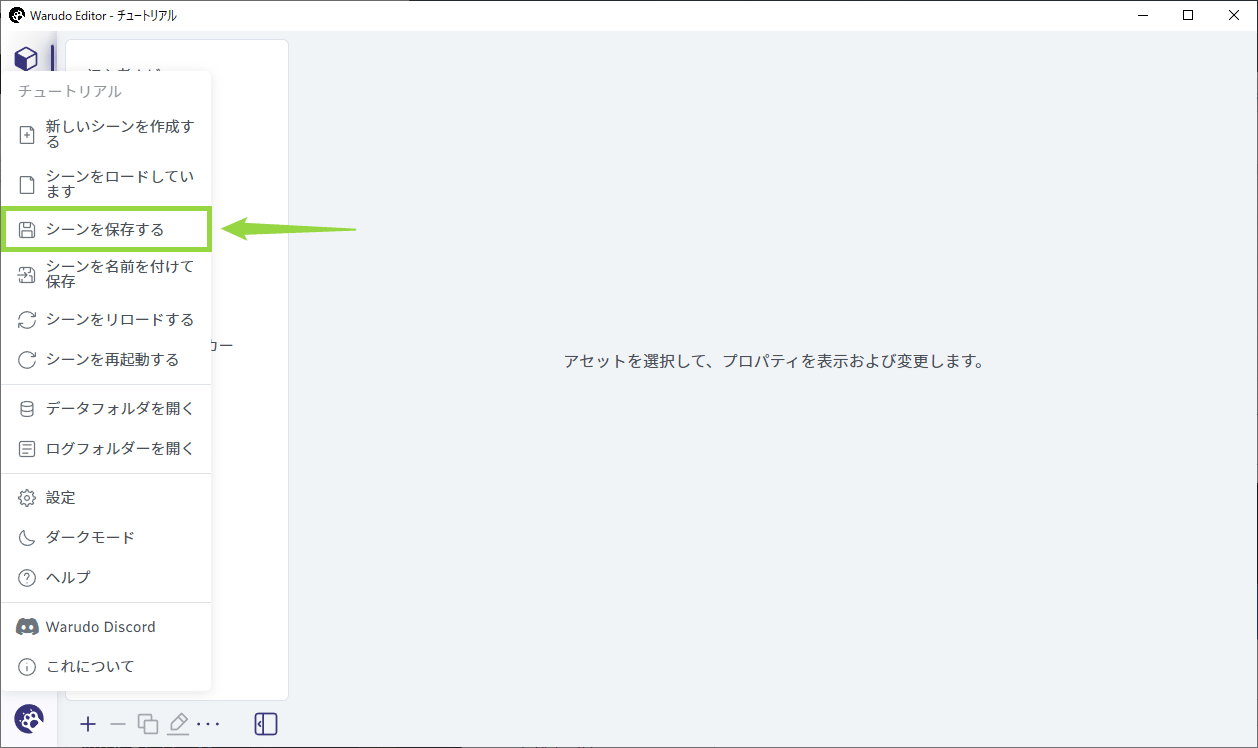 Warudo Editor - チュートリアル
チュートリアル
新しいシーンを作成す
る
シーンをロードしてい
ます
シーンを保存する
シーンを名前を付けて
保存
シーンをリロードする
シーンを再起動する
カー
アセットを選択して、プロパティを表示および変更します。
データフォルダを開く
ログフォルダーを開く
設定
ダークモード
ヘルプ
Warudo Discord
これについて